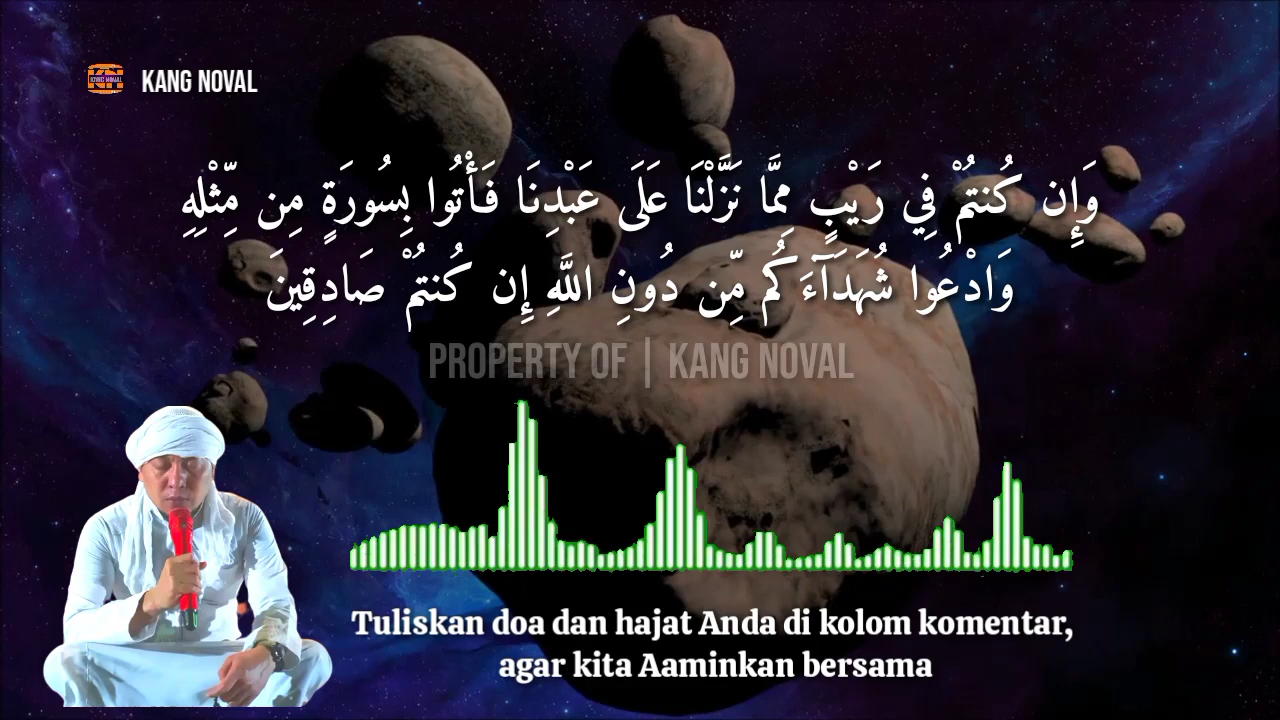 KANG NOVAL
وَإِن كُنتُمْ فِي رَيْبٍ مِمَّا نَزَّلْنَا عَلَى عَبْدِنَا فَأْتُوا بِسُورَةٍ مِن مِّثْلِهِ
وَادْعُوا شُهَدَآءَكُم مِّن دُونِ اللَّهِ إِن كُنتُمْ صَادِقِينَ
PROPERTY OF | KANG NOVAL
Tuliskan doa dan hajat Anda di kolom komentar,
agar kita Aaminkan bersama